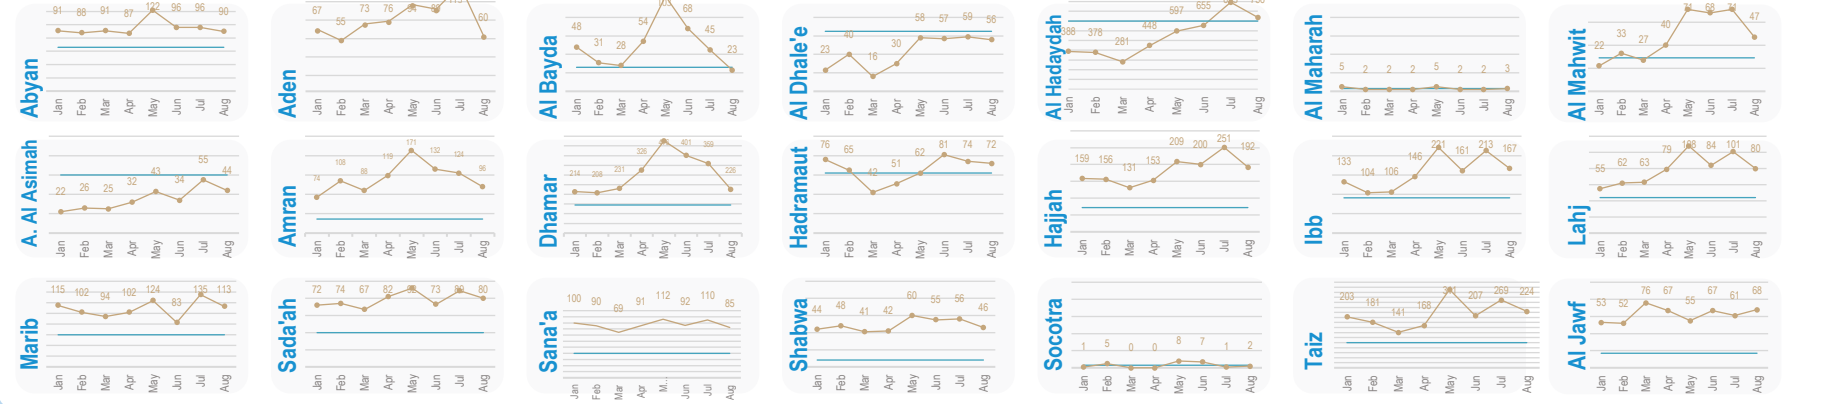 Abyan
91 88 91 87 122 96 96 90
Jan Feb Mar Apr May Jun Jul Aug
Aden
67 55 73 76 60
Jan Feb Mar Apr May Jun Jul Aug
Al Bayda
48 31 28 54 68 45 23
Jan Feb Mar Apr May Jun Jul Aug
Al Dhale'e
23 40 16 30 58 57 59 56
Jan Feb Mar Apr May Jun Jul Aug
Al Hadaydah
388 378 281 448 597 655
Jan Feb Mar Apr May Jun Jul Aug
Al Maharah
5 2 2 2 5 2 2 3
Jan Feb Mar Apr May Jun Jul Aug
Al Mahwit
22 33 27 40 68 47
Jan Feb Mar Apr May Jun Jul Aug
A. Al Asimah
22 26 25 32 43 34 55 44
Jan Feb Mar Apr May Jun Jul Aug
Amran
74 108 88 119 171 132 124 96
Jan Feb Mar Apr May Jun Jul Aug
Dhamar
214 208 231 326 401 359 226
Jan Feb Mar Apr May Jun Jul Aug
Hadramaut
76 65 42 51 62 81 74 72
Jan Feb Mar Apr May Jun Jul Aug
Hajjah
159 156 131 153 209 200 251 192
Jan Feb Mar Apr May Jun Jul Aug
Ibb
133 104 106 146 221 161 213 167
Jan Feb Mar Apr May Jun Jul Aug
Lahj
55 62 63 79 108 84 101 80
Jan Feb Mar Apr May Jun Jul Aug
Marib
115 102 94 102 124 83 135 113
Jan Feb Mar Apr May Jun Jul Aug
Sada'ah
72 74 67 82 73 80
Jan Feb Mar Apr May Jun Jul Aug
Sana'a
100 90 69 91 112 92 110 85
Jan Feb Mar Apr M... Jun Jul Aug
Shabwa
44 48 41 42 60 55 56 46
Jan Feb Mar Apr May Jun Jul Aug
Socotra
1 5 0 0 8 7 1 2
Jan Feb Mar Apr May Jun Jul Aug
Taiz
203 181 141 168 207 269 224
Jan Feb Mar Apr May Jun Jul Aug
Al Jawf
53 52 76 67 55 67 61 68
Jan Feb Mar Apr May Jun Jul Aug